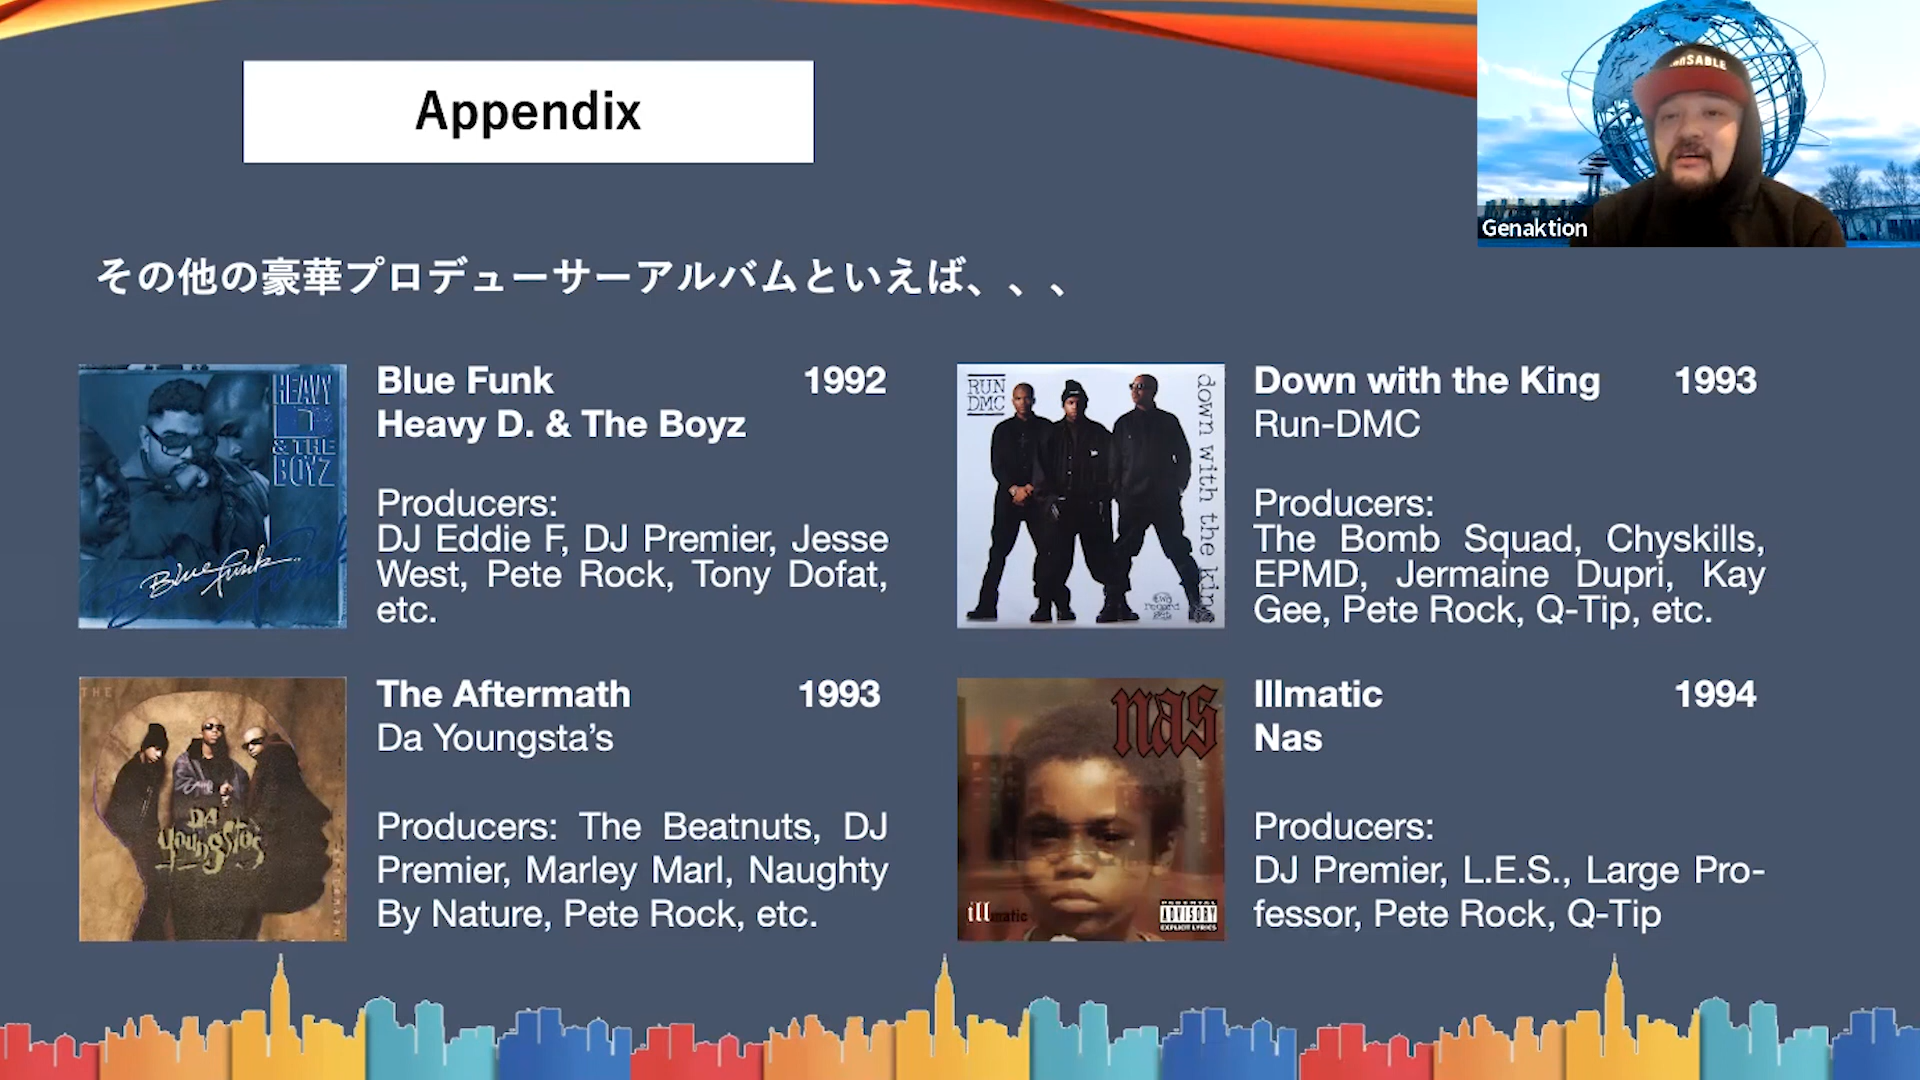 Appendix
Genaktion
その他の豪華プロデューサーアルバムといえば、、、
HEAVY
D
& THE
BOYZ
Blue Funk
Blue Funk 1992
Heavy D. & The Boyz
Producers:
DJ Eddie F, DJ Premier, Jesse
West, Pete Rock, Tony Dofat,
etc.
RUN
DMC
down with the king
Down with the King 1993
Run-DMC
Producers:
The Bomb Squad, Chyskills,
EPMD, Jermaine Dupri, Kay
Gee, Pete Rock, Q-Tip, etc.
THE
DA
Youngstas
The Aftermath 1993
Da Youngsta’s
Producers: The Beatnuts, DJ
Premier, Marley Marl, Naughty
By Nature, Pete Rock, etc.
nas
illmatic
PARENTAL
ADVISORY
EXPLICIT LYRICS
Illmatic 1994
Nas
Producers:
DJ Premier, L.E.S., Large Pro-
fessor, Pete Rock, Q-Tip